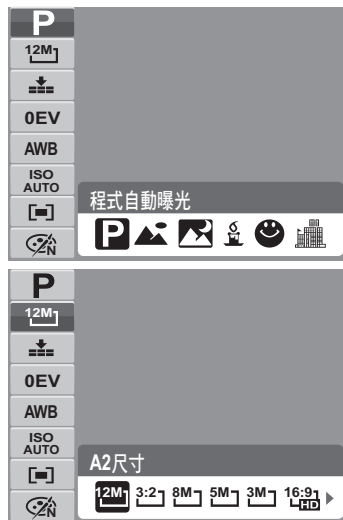 P
12M
0EV
AWB
ISO
AUTO
N
程式自動曝光
P
P
12M
0EV
AWB
ISO
AUTO
N
A2尺寸
12M 3:2 8M 5M 3M 16:9
HD